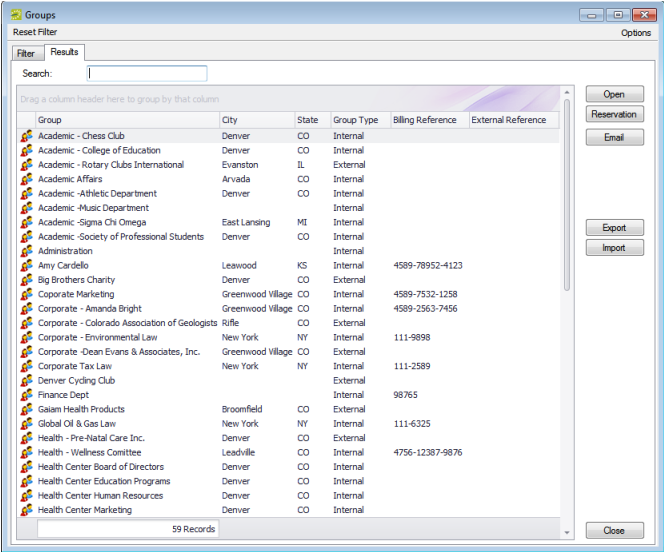 Groups
Reset Filter Options
Filter Results
Search:
Drag a column header here to group by that column
Group City State Group Type Billing Reference External Reference
Academic - Chess Club Denver CO Internal
Academic - College of Education Denver CO Internal
Academic - Rotary Clubs International Evanston IL External
Academic Affairs Arvada CO Internal
Academic -Athletic Department Denver CO Internal
Academic -Music Department Internal
Academic -Sigma Chi Omega East Lansing MI Internal
Academic -Society of Professional Students Denver CO Internal
Administration Internal
Amy Cardello Leawood KS Internal 4589-78952-4123
Big Brothers Charity Denver CO External
Coporate Marketing Greenwood Village CO Internal 4589-7532-1258
Corporate - Amanda Bright Greenwood Village CO Internal 4589-2563-7456
Corporate - Colorado Association of Geologists Rifle CO External
Corporate - Environmental Law New York NY Internal 111-9898
Corporate -Dean Evans & Associates, Inc. Greenwood Village CO External
Corporate Tax Law New York NY Internal 111-2589
Denver Cycling Club External
Finance Dept Internal 98765
Gaiam Health Products Broomfield CO External
Global Oil & Gas Law New York NY Internal 111-6325
Health - Pre-Natal Care Inc. Denver CO External
Health - Wellness Comittee Leadville CO Internal 4756-12387-9876
Health Center Board of Directors Denver CO Internal
Health Center Education Programs Denver CO Internal
Health Center Human Resources Denver CO Internal
Health Center Marketing Denver CO Internal
59 Records
Open
Reservation
Email
Export
Import
Close